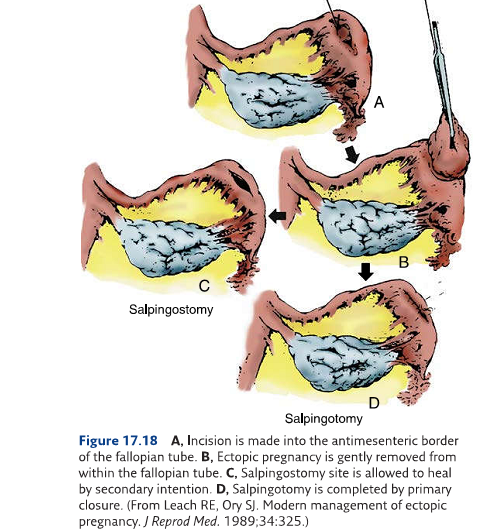 A
B
C
Salpingostomy
D
Salpingotomy
Figure 17.18 A, Incision is made into the antimesenteric border
of the fallopian tube. B, Ectopic pregnancy is gently removed from
within the fallopian tube. C, Salpingostomy site is allowed to heal
by secondary intention. D, Salpingotomy is completed by primary
closure. (From Leach RE, Ory SJ. Modern management of ectopic
pregnancy. J Reprod Med. 1989;34:325.)